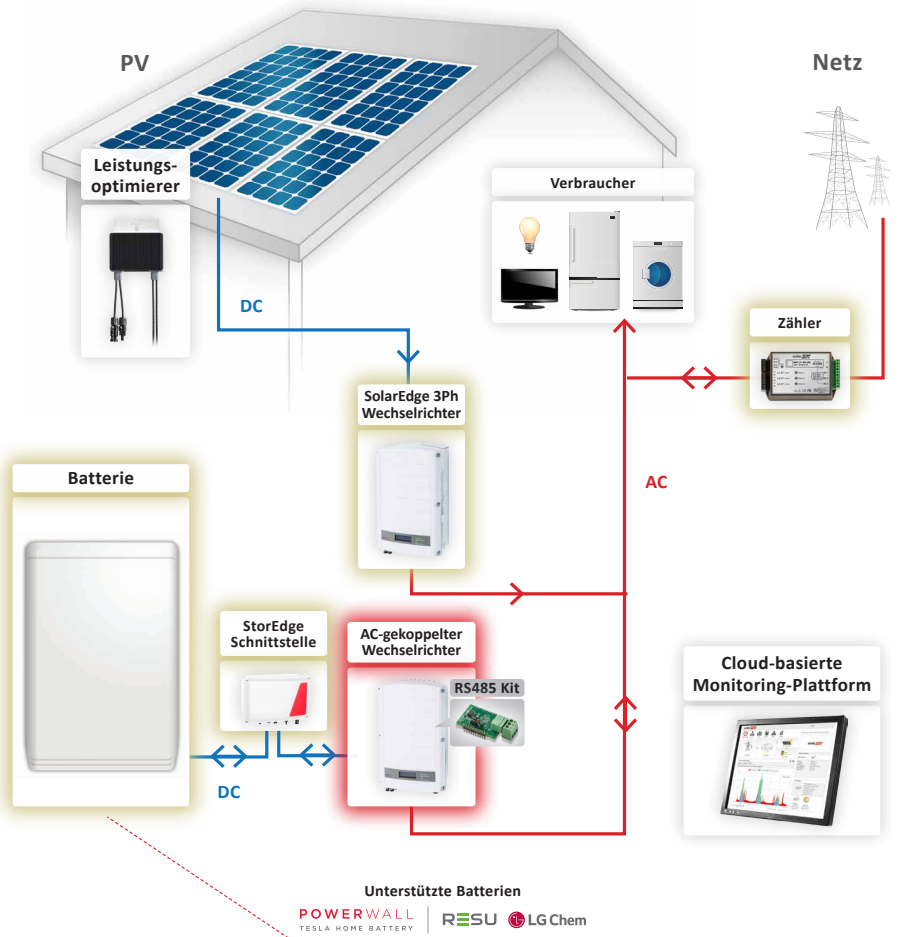 PV
Netz
Leistungs-
optimierer
Verbraucher
DC
Zähler
SolarEdge 3Ph
Wechselrichter
Batterie
AC
StorEdge
Schnittstelle
AC-gekoppelter
Wechselrichter
RS485 Kit
Cloud-basierte
Monitoring-Plattform
DC
Unterstützte Batterien
POWERWALL
TESLA HOME BATTERY
RESU
LG Chem